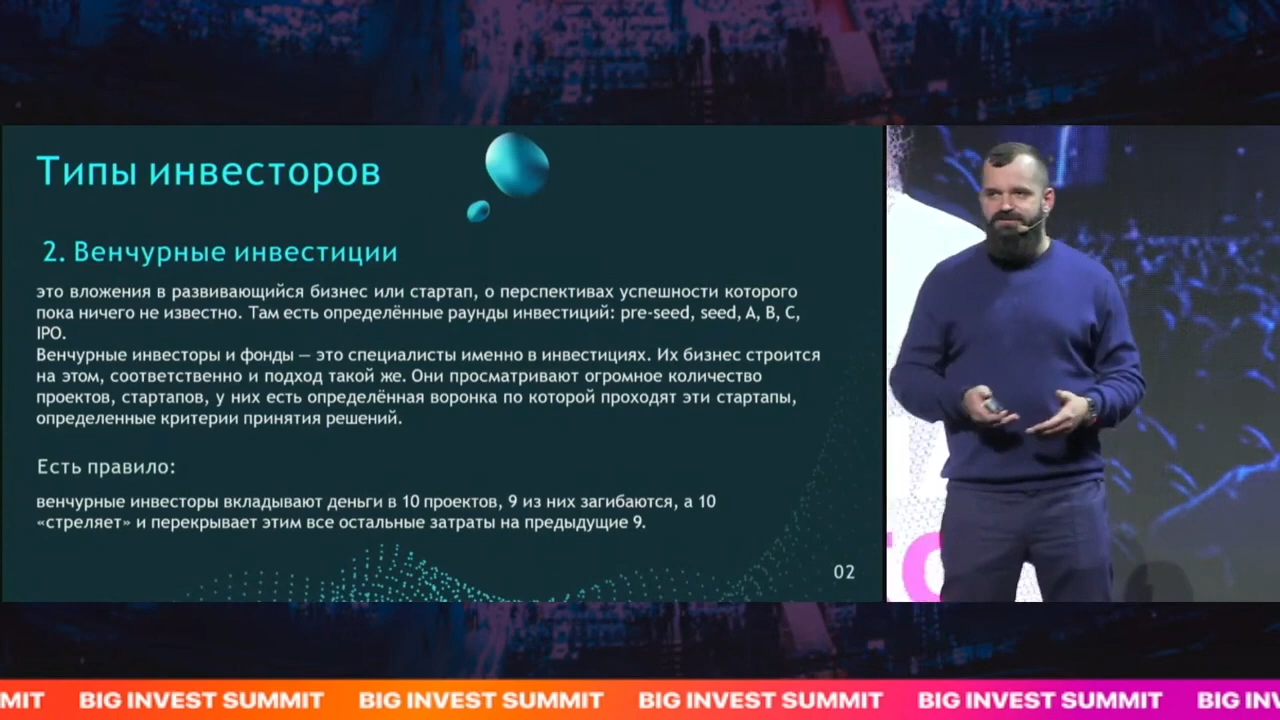 Типы инвесторов
2. Венчурные инвестиции
это вложения в развивающийся бизнес или стартап, о перспективах успешности которого
пока ничего не известно. Там есть определённые раунды инвестиций: pre-seed, seed, A, B, C,
IPO.
Венчурные инвесторы и фонды — это специалисты именно в инвестициях. Их бизнес строится
на этом, соответственно и подход такой же. Они просматривают огромное количество
проектов, стартапов, у них есть определённая воронка по которой проходят эти стартапы,
определенные критерии принятия решений.
Есть правило:
венчурные инвесторы вкладывают деньги в 10 проектов, 9 из них загибаются, а 10
«стреляет» и перекрывает этим все остальные затраты на предыдущие 9.
02
MIT BIG INVEST SUMMIT BIG INVEST SUMMIT BIG INVEST SUMMIT BIG INVEST SUMMIT BIG INV